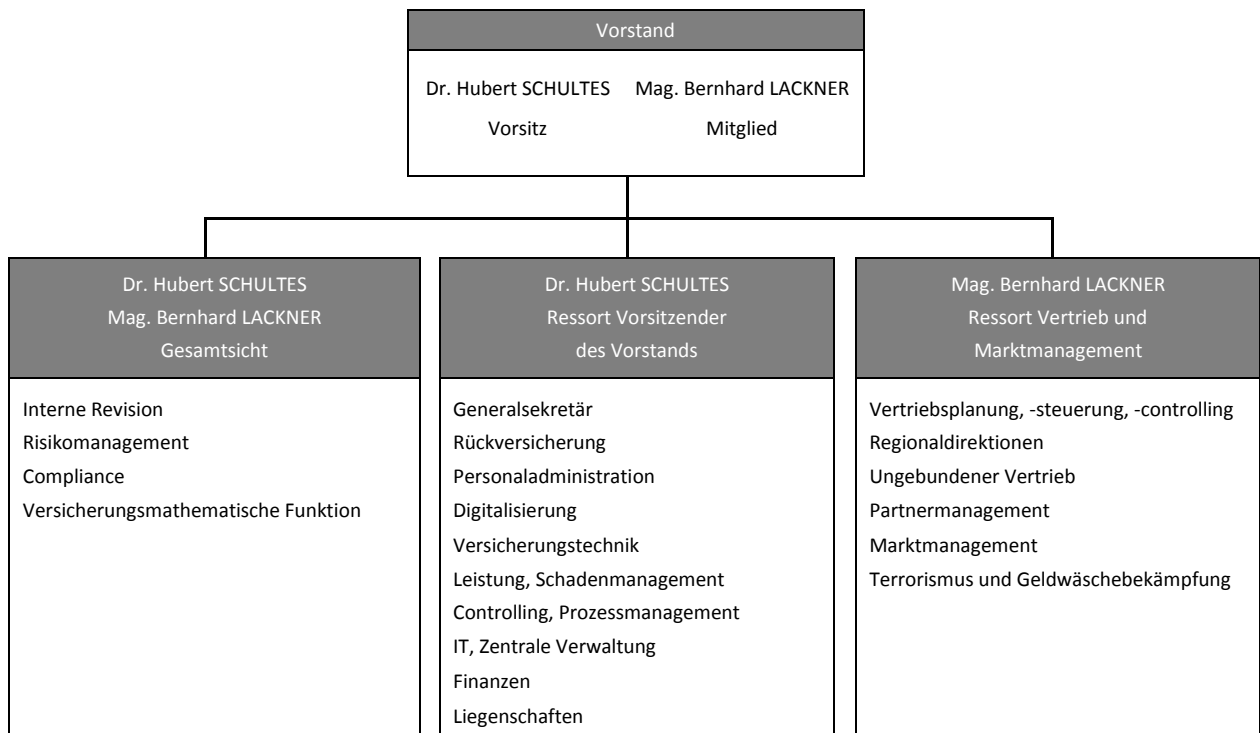 Vorstand
Dr. Hubert SCHULTES Mag. Bernhard LACKNER
Vorsitz Mitglied
Dr. Hubert SCHULTES
Mag. Bernhard LACKNER
Gesamtsicht
Interne Revision
Risikomanagement
Compliance
Versicherungsmathematische Funktion
Dr. Hubert SCHULTES
Ressort Vorsitzender
des Vorstands
Generalsekretär
Rückversicherung
Personaladministration
Digitalisierung
Versicherungstechnik
Leistung, Schadenmanagement
Controlling, Prozessmanagement
IT, Zentrale Verwaltung
Finanzen
Liegenschaften
Mag. Bernhard LACKNER
Ressort Vertrieb und
Marktmanagement
Vertriebsplanung, -steuerung, -controlling
Regionaldirektionen
Ungebundener Vertrieb
Partnermanagement
Marktmanagement
Terrorismus und Geldwäschebekämpfung